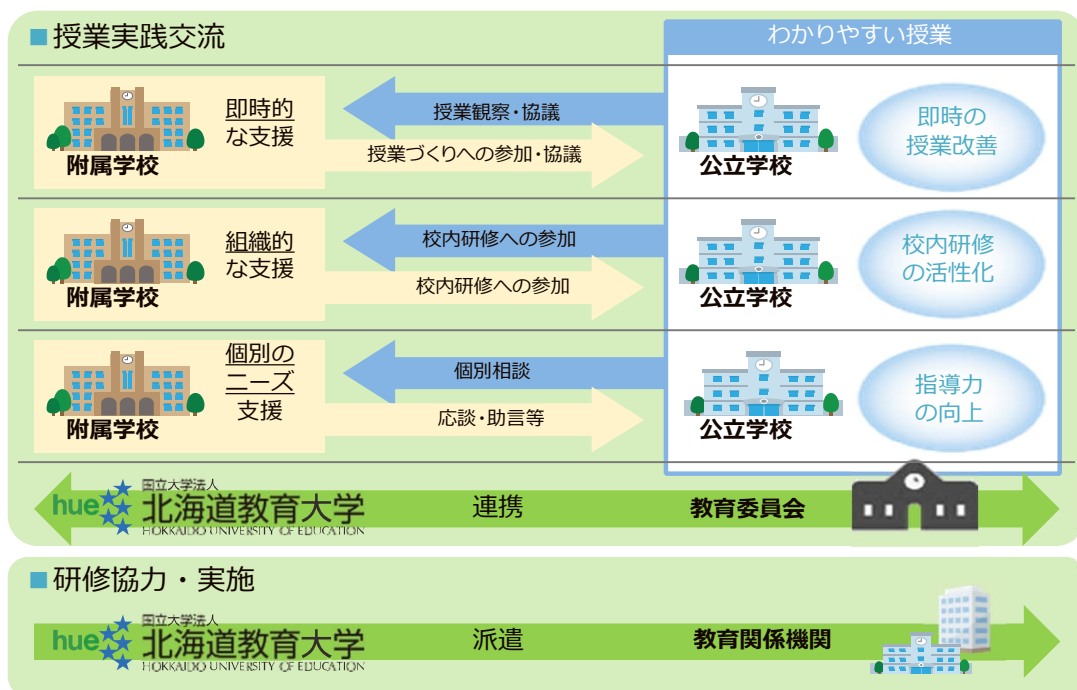 ■授業実践交流
わかりやすい授業
附属学校
即時的
な支援
授業観察・協議
授業づくりへの参加・協議
公立学校
即時の
授業改善
附属学校
組織的
な支援
校内研修への参加
校内研修への参加
公立学校
校内研修
の活性化
附属学校
個別の
ニーズ
支援
個別相談
応談・助言等
公立学校
指導力
の向上
hue
国立大学法人
北海道教育大学
HOKKAIDO UNIVERSITY OF EDUCATION
連携
教育委員会
■研修協力・実施
hue
国立大学法人
北海道教育大学
HOKKAIDO UNIVERSITY OF EDUCATION
派遣
教育関係機関